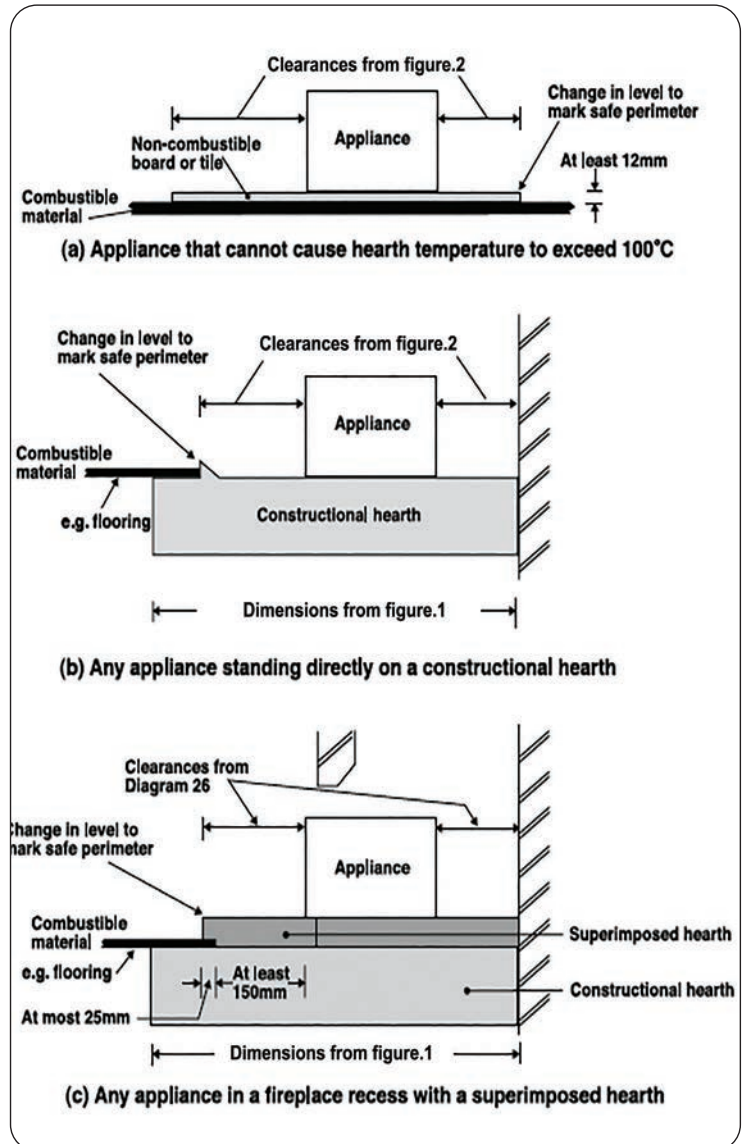 Clearances from figure.2
Change in level to
mark safe perimeter
Appliance
Non-combustible
board or tile
At least 12mm
Combustible
material
(a) Appliance that cannot cause hearth temperature to exceed 100°C
Change in level to
mark safe perimeter
Clearances from figure.2
Appliance
Combustible
material
e.g. flooring
Constructional hearth
Dimensions from figure.1
(b) Any appliance standing directly on a constructional hearth
Clearances from
Diagram 26
Change in level to
mark safe perimeter
Appliance
Combustible
material
Superimposed hearth
e.g. flooring
At least
150mm
Constructional hearth
At most 25mm
Dimensions from figure.1
(c) Any appliance in a fireplace recess with a superimposed hearth